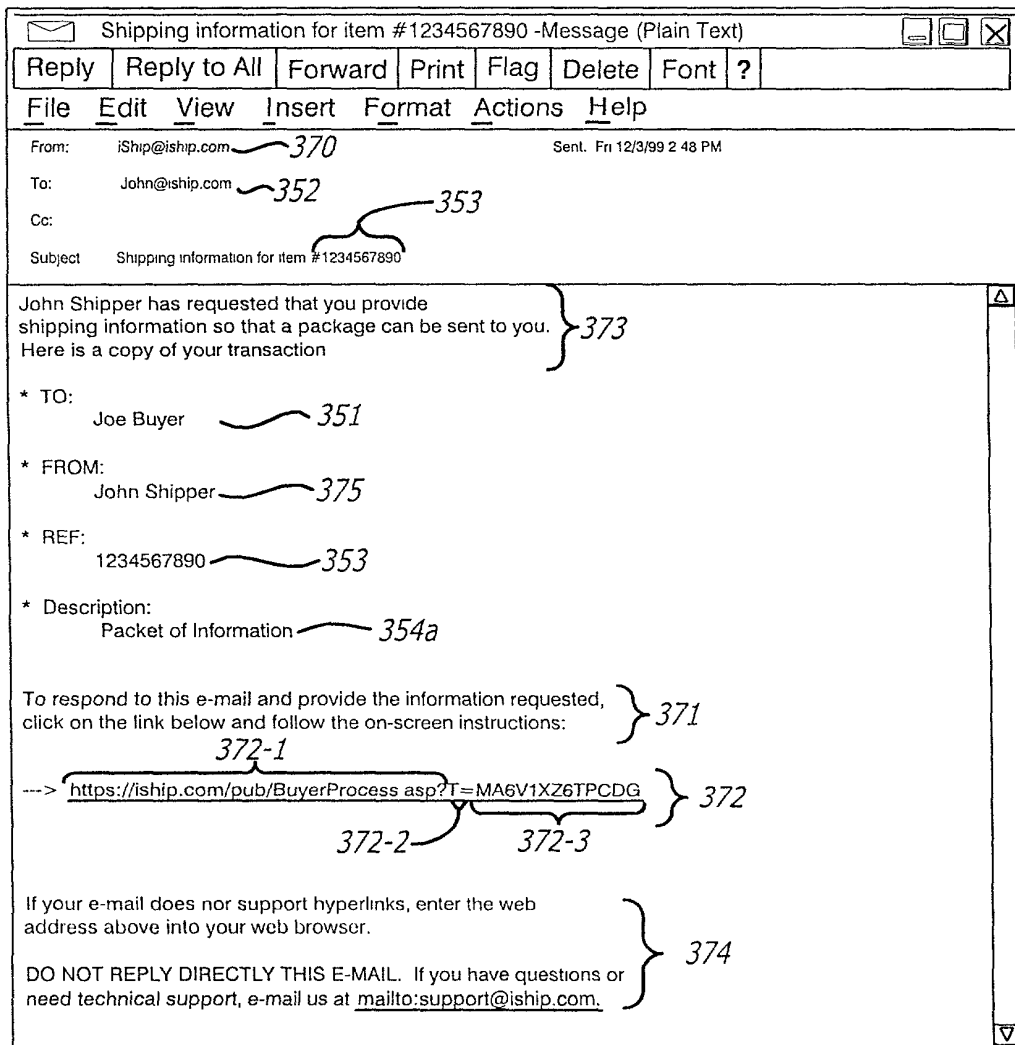 Shipping information for item #1234567890 -Message (Plain Text)
Reply Reply to All Forward Print Flag Delete Font ?
File Edit View Insert Format Actions Help
From: iShip@iship.com 370 Sent. Fri 12/3/99 2 48 PM
To: John@iship.com 352
353
Cc:
Subject Shipping information for item #1234567890
John Shipper has requested that you provide
shipping information so that a package can be sent to you.
Here is a copy of your transaction
373
* TO:
Joe Buyer 351
* FROM:
John Shipper 375
* REF:
1234567890 353
* Description:
Packet of Information 354a
To respond to this e-mail and provide the information requested,
click on the link below and follow the on-screen instructions:
371
372-1
---> https://iship.com/pub/BuyerProcess asp?T=MA6V1XZ6TPCDG 372
372-2 372-3
If your e-mail does nor support hyperlinks, enter the web
address above into your web browser.
374
DO NOT REPLY DIRECTLY THIS E-MAIL. If you have questions or
need technical support, e-mail us at mailto:support@iship.com.